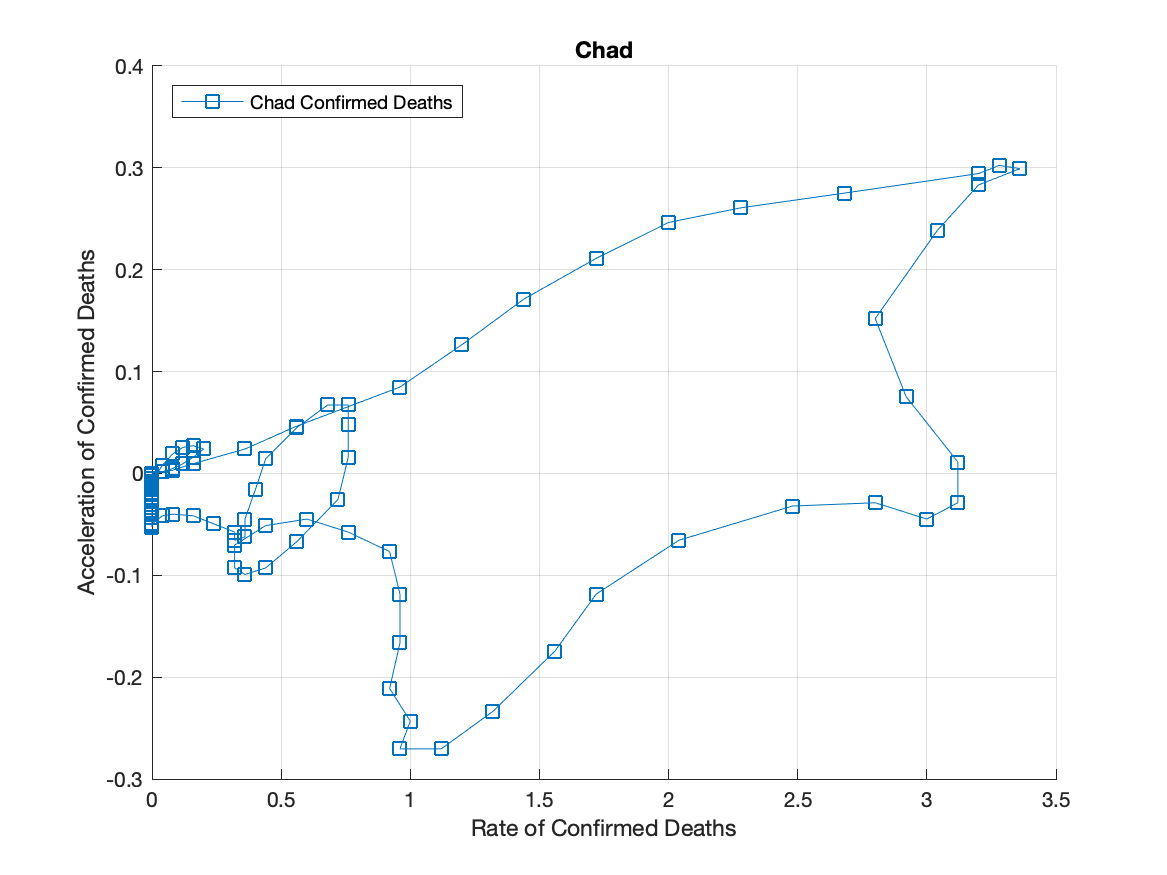 Chad
0.4
Chad Confirmed Deaths
0.3
0.2
0.1
0
-0.1
-0.2
-0.3
Acceleration of Confirmed Deaths
0 0.5 1 1.5 2 2.5 3 3.5
Rate of Confirmed Deaths